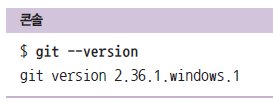 콘솔
$ git --version
git version 2.36.1.windows.1